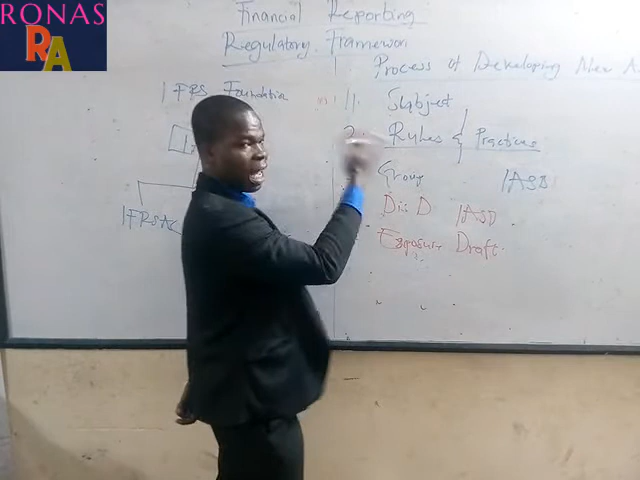 RONAS
RA
Financial Reporting
Regulatory Framewor
Process of Developing New A
IFRS Foundation
1). Subject
2. Rules & Practices
Group IASB
Dis D IASB
IFRSAC
Exposure Draft